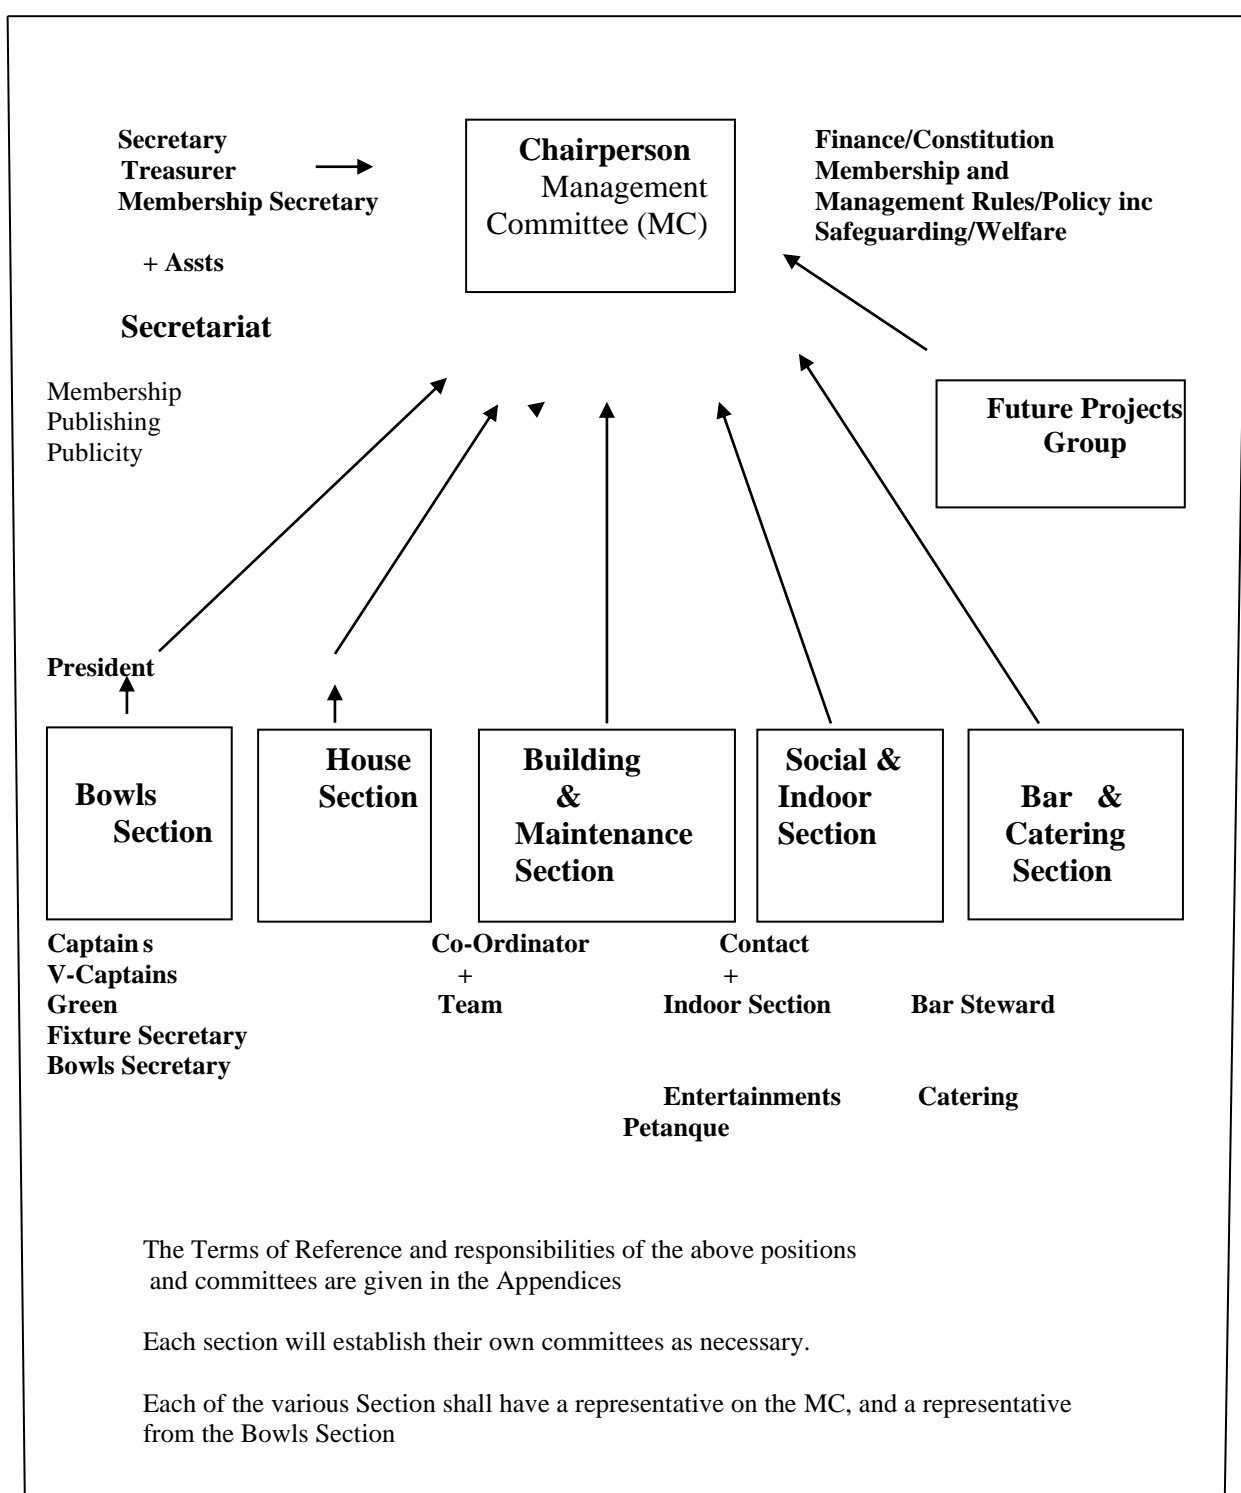 Secretary
Treasurer
Membership Secretary
+ Assts
Secretariat
Membership
Publishing
Publicity
Chairperson
Management
Committee (MC)
Finance/Constitution
Membership and
Management Rules/Policy inc
Safeguarding/Welfare
Future Projects
Group
President
Bowls
Section
House
Section
Building
&
Maintenance
Section
Social &
Indoor
Section
Bar &
Catering
Section
Captains
V-Captains
Green
Fixture Secretary
Bowls Secretary
Co-Ordinator
+
Team
Contact
+
Indoor Section
Entertainments
Petanque
Bar Steward
Catering
The Terms of Reference and responsibilities of the above positions
and committees are given in the Appendices
Each section will establish their own committees as necessary.
Each of the various Section shall have a representative on the MC, and a representative
from the Bowls Section